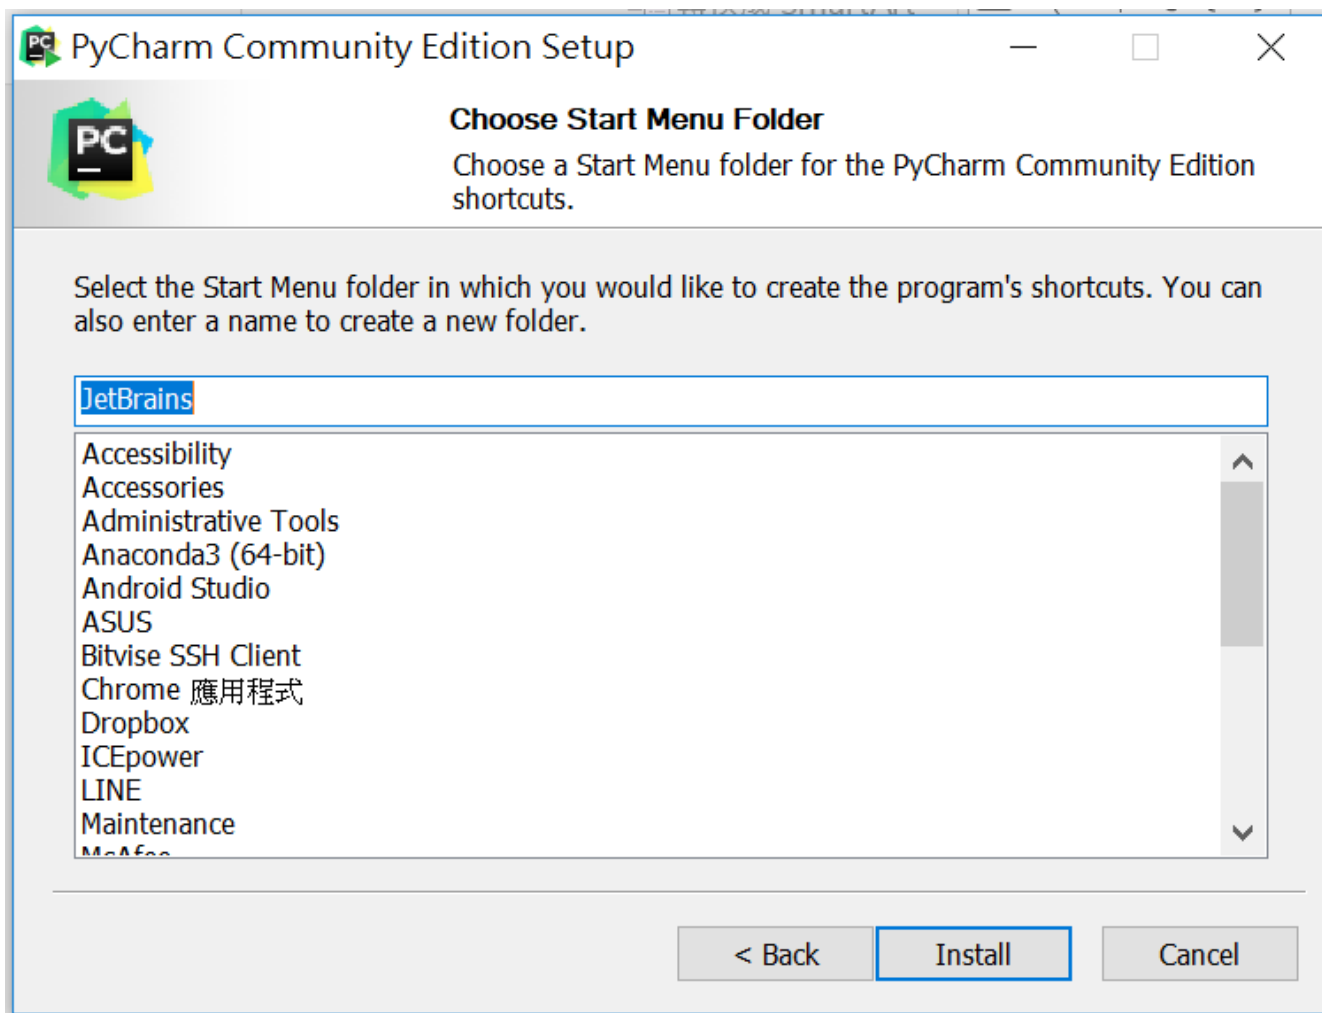 PyCharm Community Edition Setup
PC
Choose Start Menu Folder
Choose a Start Menu folder for the PyCharm Community Edition
shortcuts.
Select the Start Menu folder in which you would like to create the program's shortcuts. You can
also enter a name to create a new folder.
JetBrains
Accessibility
Accessories
Administrative Tools
Anaconda3 (64-bit)
Android Studio
ASUS
Bitvise SSH Client
Chrome 應用程式
Dropbox
ICEpower
LINE
Maintenance
McAfee
< Back
Install
Cancel